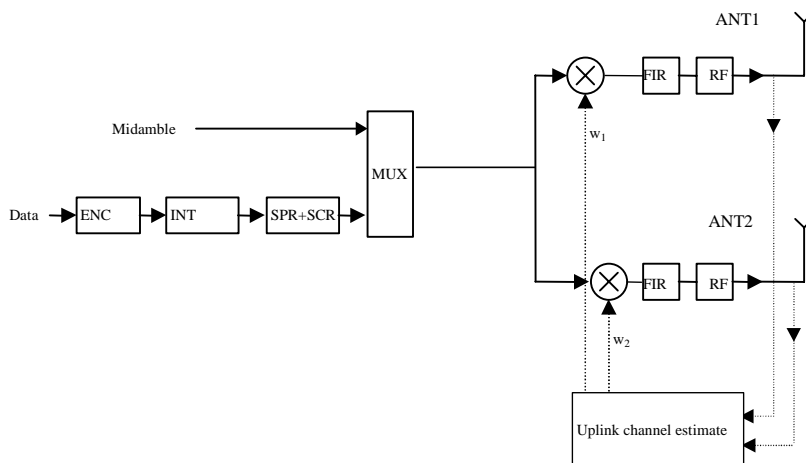 ANT1
FIR
RF
Midamble
w1
MUX
Data
ENC
INT
SPR+SCR
ANT2
FIR
RF
w2
Uplink channel estimate